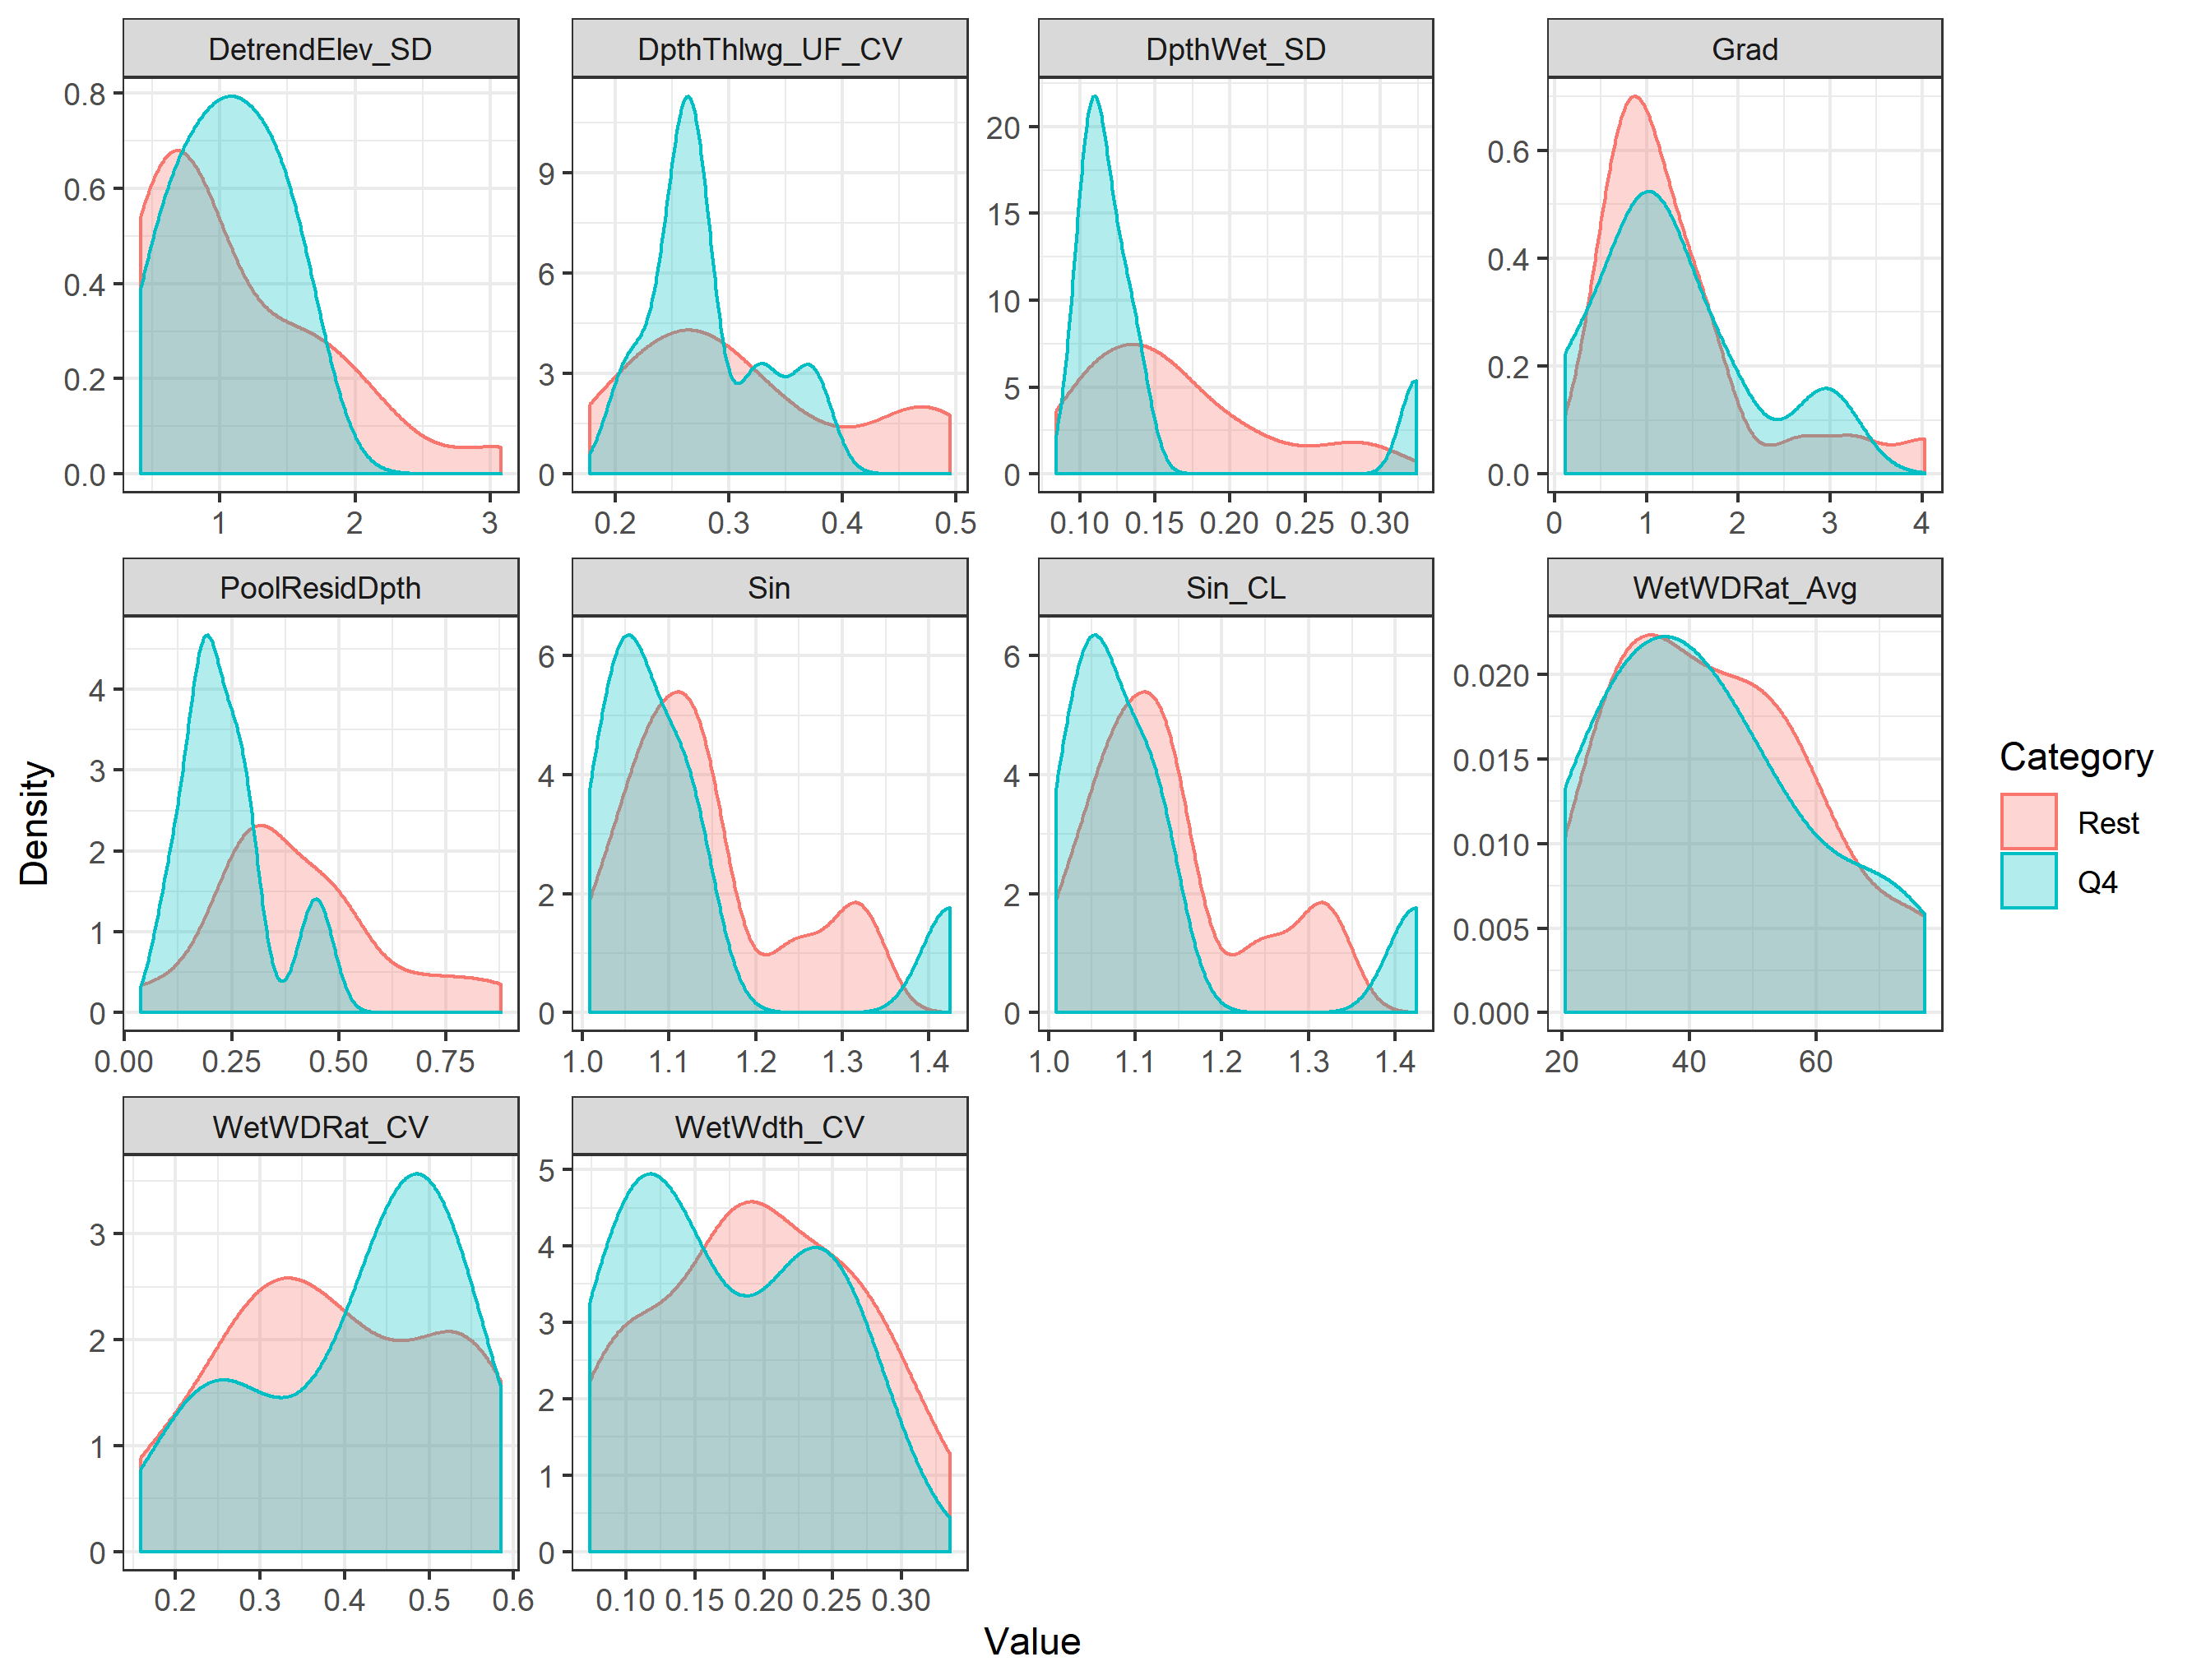 DetrendElev_SD
DpthThlwg_UF_CV
DpthWet_SD
Grad
0.8
0.6
0.4
0.2
0.0
1 2 3
9
6
3
0
0.2 0.3 0.4 0.5
20
15
10
5
0
0.10 0.15 0.20 0.25 0.30
0.6
0.4
0.2
0.0
0 1 2 3 4
PoolResidDpth
Sin
Sin_CL
WetWDRat_Avg
4
3
2
1
0
0.00 0.25 0.50 0.75
6
4
2
0
1.0 1.1 1.2 1.3 1.4
6
4
2
0
1.0 1.1 1.2 1.3 1.4
0.020
0.015
0.010
0.005
0.000
20 40 60
WetWDRat_CV
WetWdth_CV
3
2
1
0
0.2 0.3 0.4 0.5 0.6
5
4
3
2
1
0
0.10 0.15 0.20 0.25 0.30
Density
Value
Category
Rest
Q4